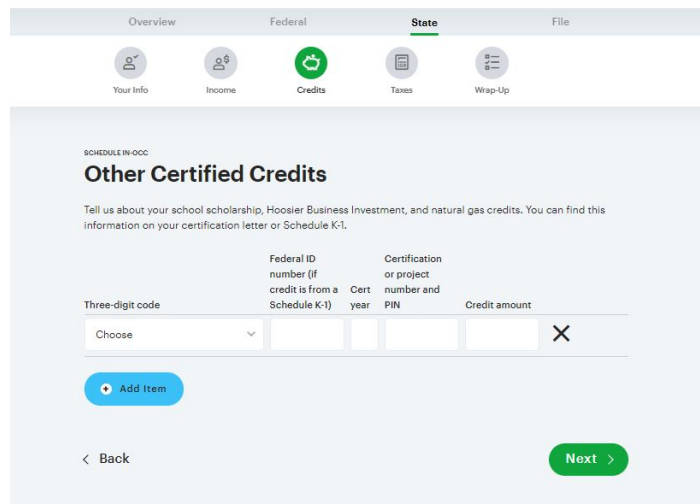 Overview Federal State File
Your Info Income Credits Taxes Wrap-Up
SCHEDULE IN-OCC
Other Certified Credits
Tell us about your school scholarship, Hoosier Business Investment, and natural gas credits. You can find this
information on your certification letter or Schedule K-1.
Three-digit code
Federal ID
number (if
credit is from a
Schedule K-1)
Cert
year
Certification
or project
number and
PIN
Credit amount
Choose
Add Item
Back
Next